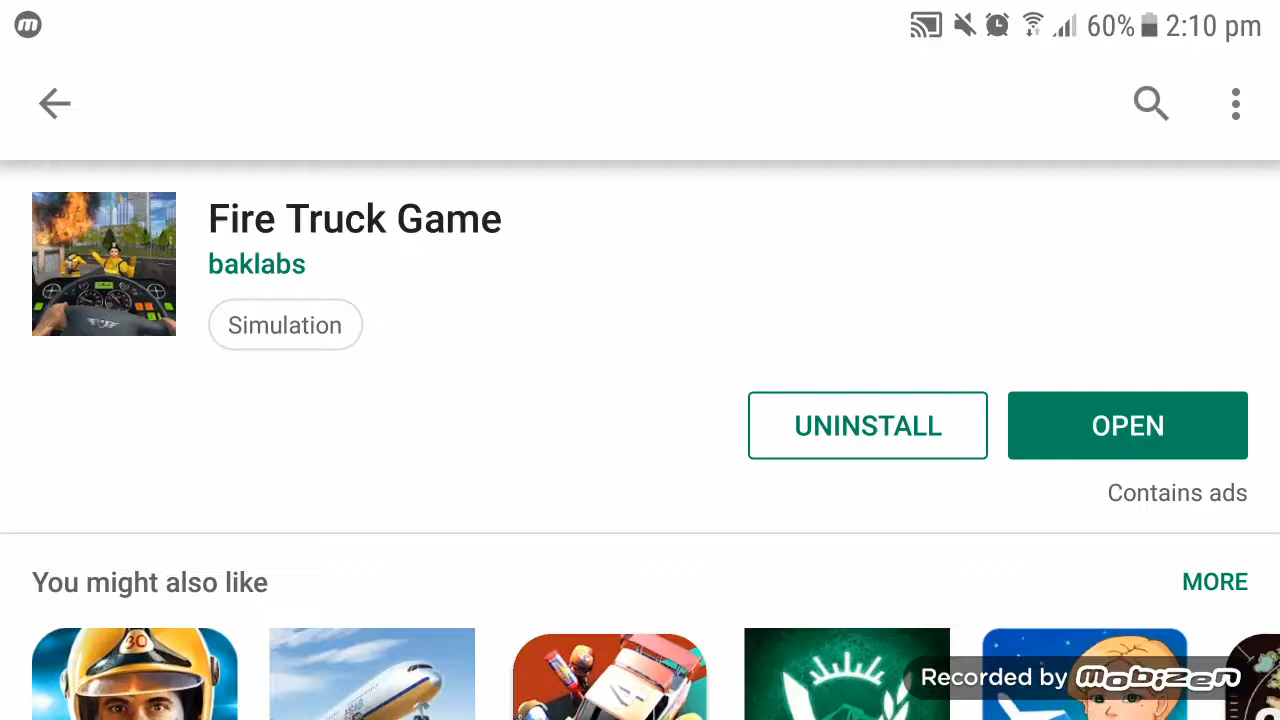 60% 2:10 pm
Fire Truck Game
baklabs
Simulation
UNINSTALL
OPEN
Contains ads
You might also like
MORE
30
Recorded by mobizen